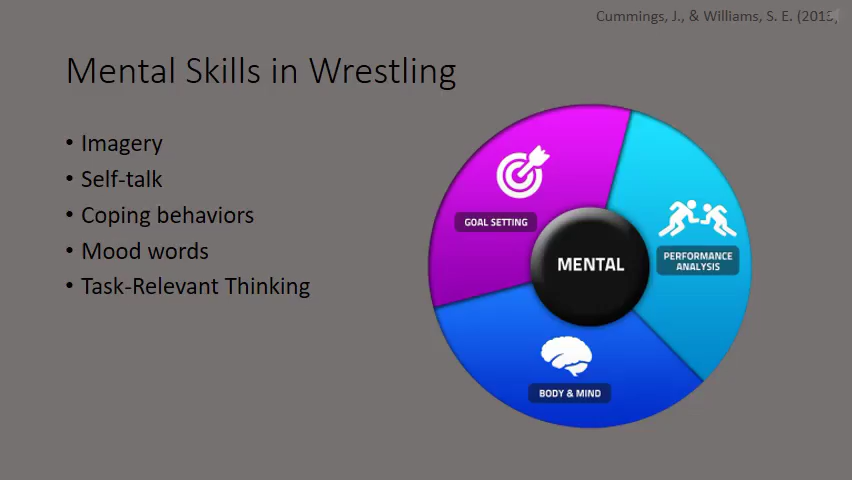 Cummings, J., & Williams, S. E. (2013)
Mental Skills in Wrestling
• Imagery
• Self-talk
• Coping behaviors
• Mood words
• Task-Relevant Thinking
GOAL SETTING
MENTAL
PERFORMANCE
ANALYSIS
BODY & MIND